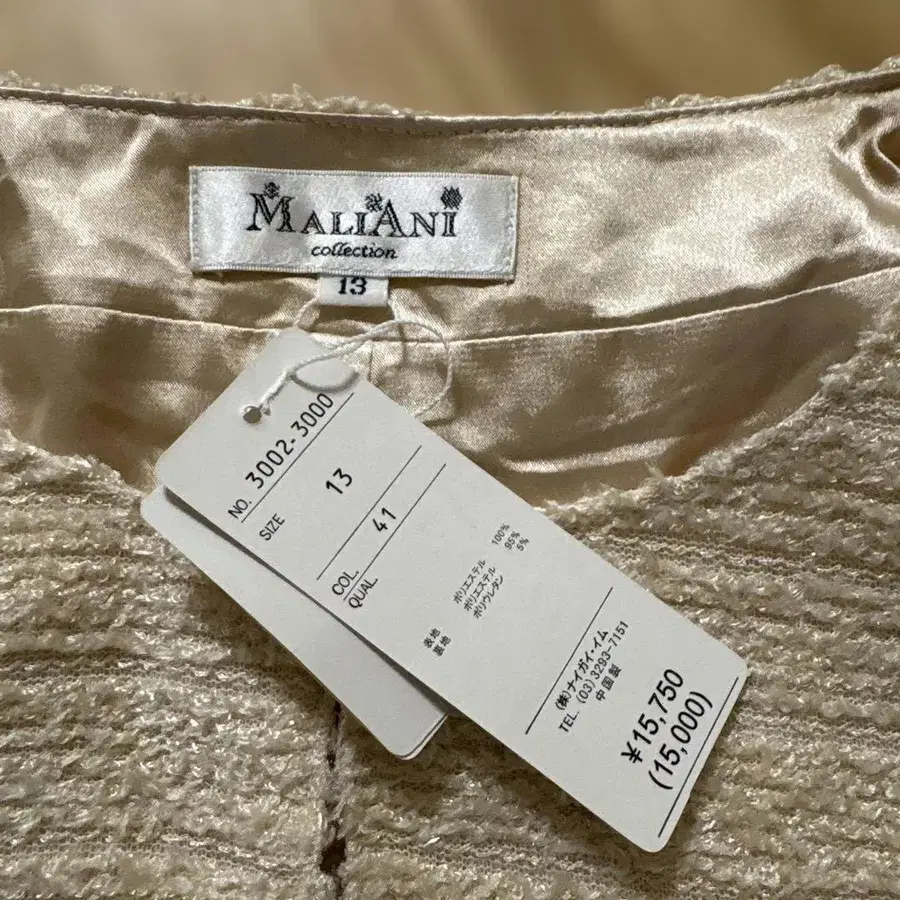 MALIANI
collection
13
NO. 3002-3000
SIZE 13
COL. 41
QUAL.
表地 ポリエステル 100%
裏地 ポリエステル 95%
ポリウレタン 5%
(株)ナイガイ・イム
TEL. (03)3293-7151
中国製
¥15,750
(15,000)